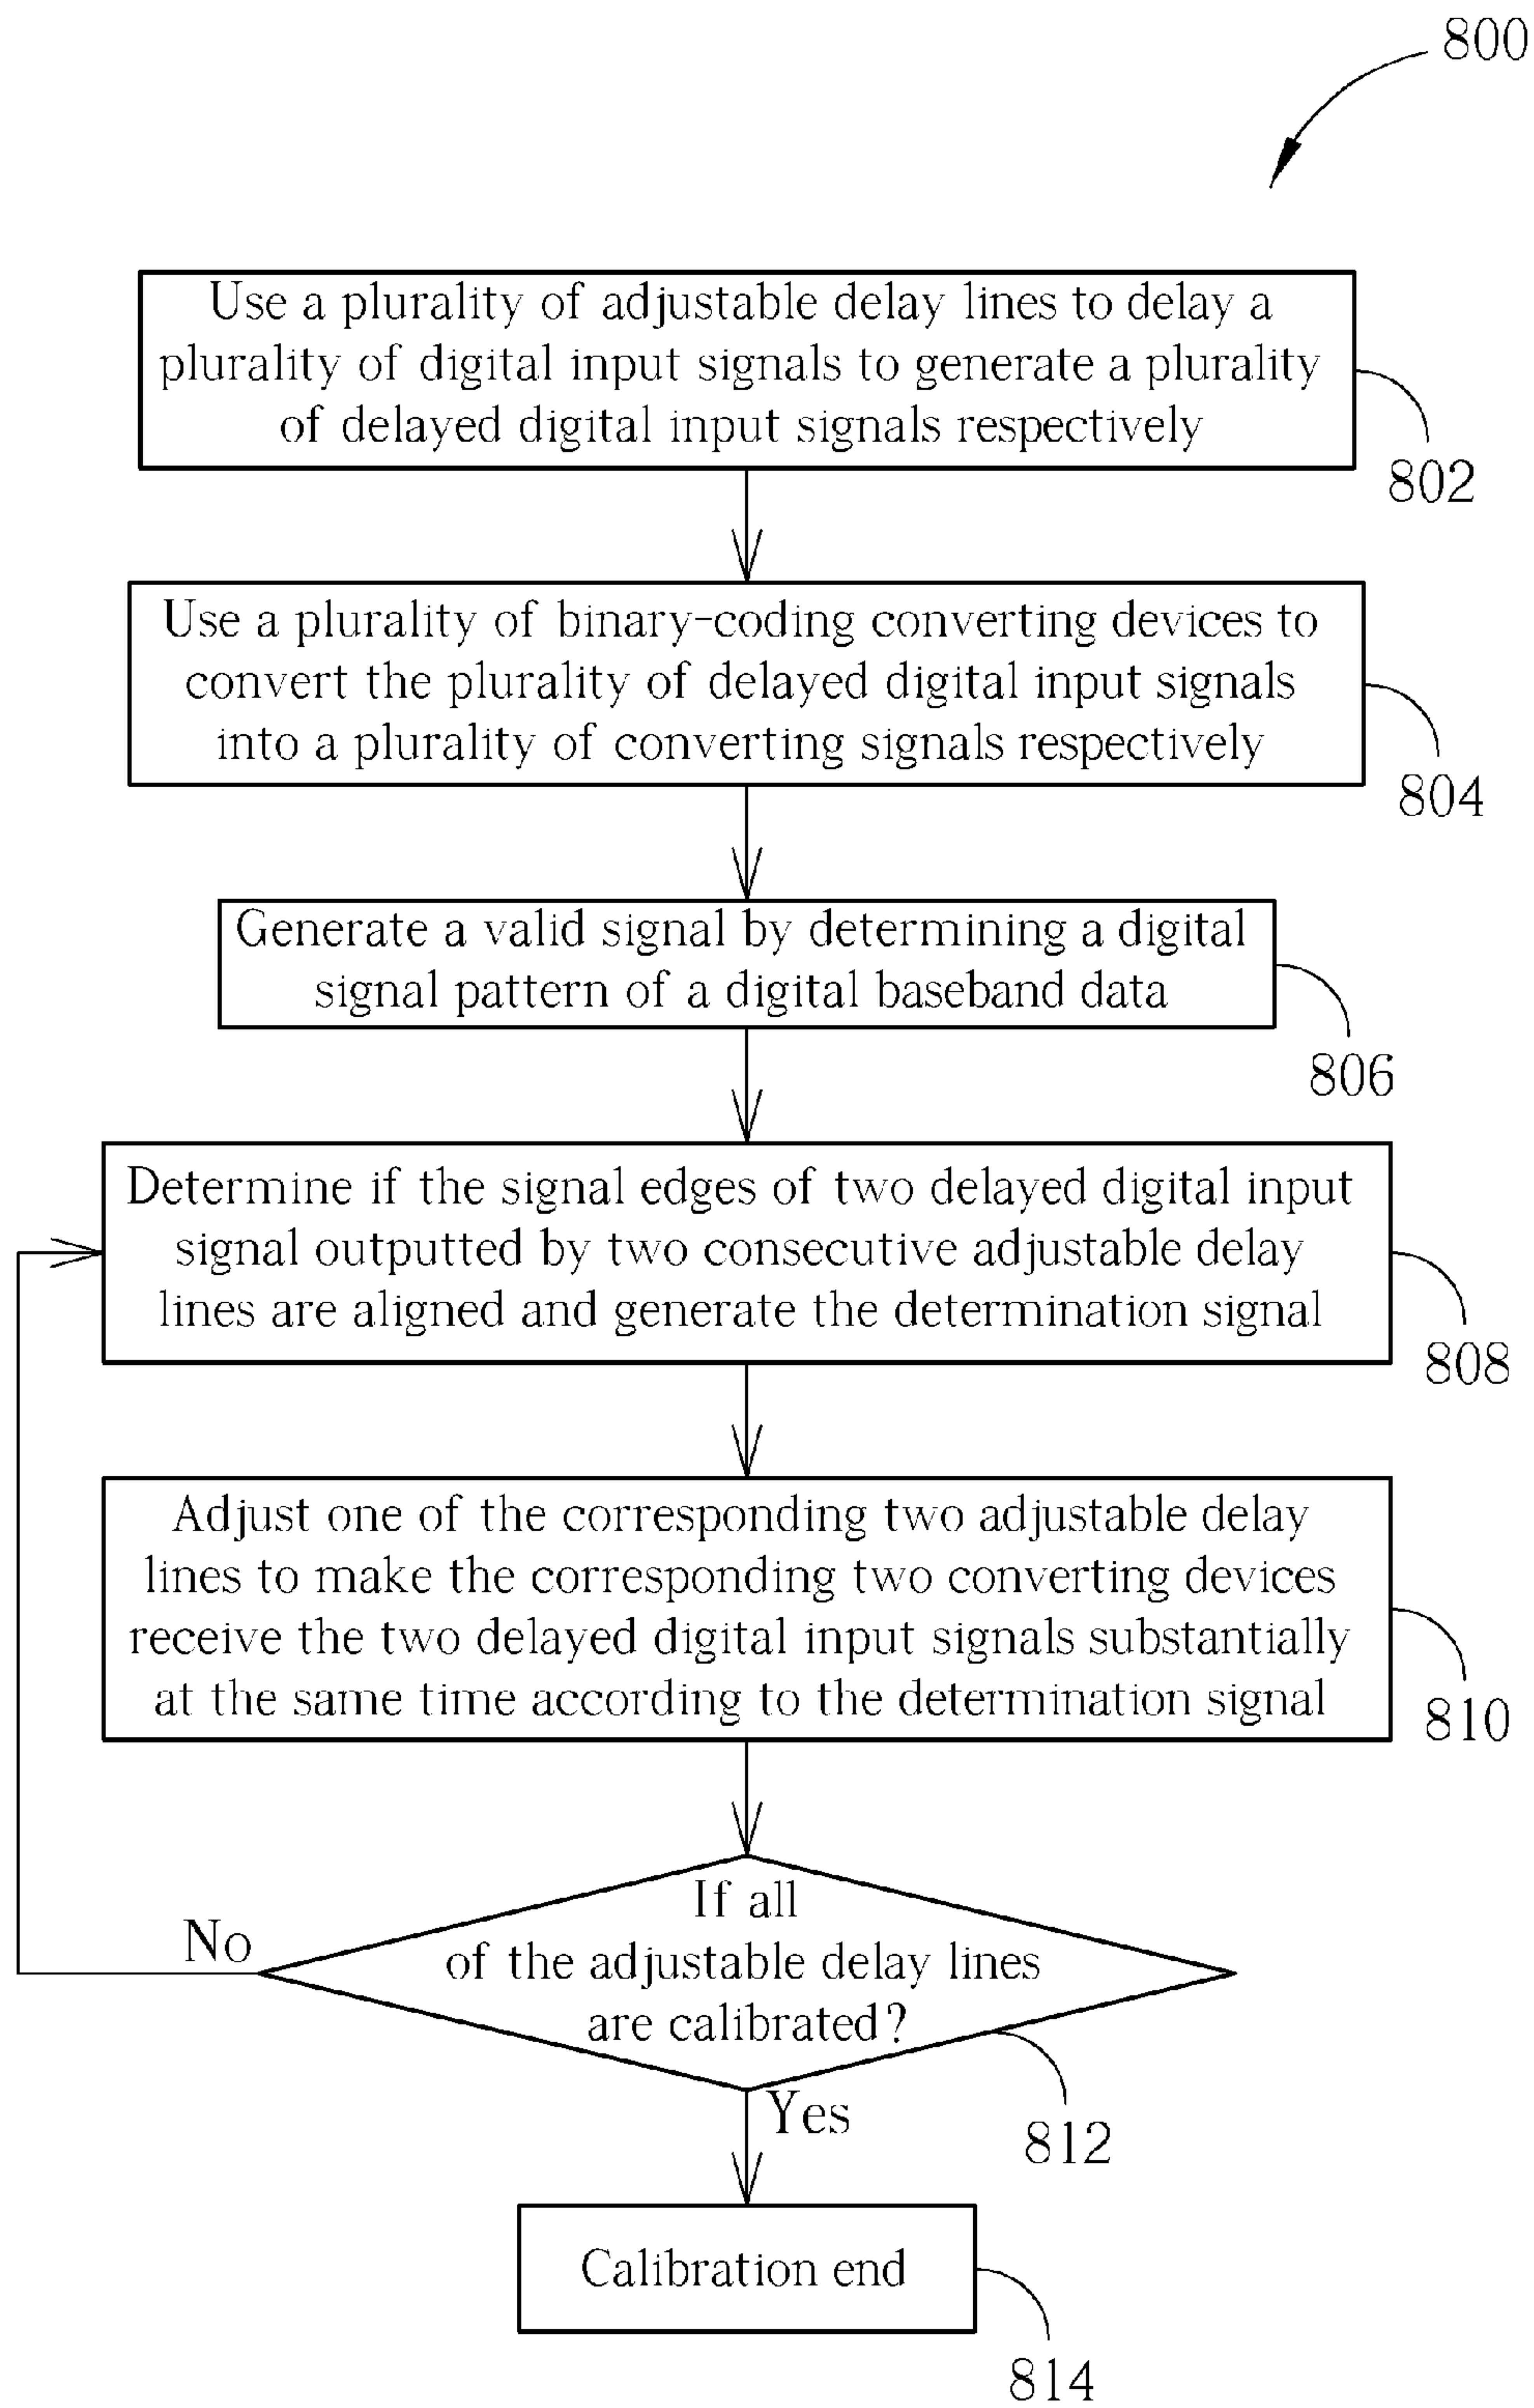 800
Use a plurality of adjustable delay lines to delay a
plurality of digital input signals to generate a plurality
of delayed digital input signals respectively
802
Use a plurality of binary-coding converting devices to
convert the plurality of delayed digital input signals
into a plurality of converting signals respectively
804
Generate a valid signal by determining a digital
signal pattern of a digital baseband data
806
Determine if the signal edges of two delayed digital input
signal outputted by two consecutive adjustable delay
lines are aligned and generate the determination signal
808
Adjust one of the corresponding two adjustable delay
lines to make the corresponding two converting devices
receive the two delayed digital input signals substantially
at the same time according to the determination signal
810
If all
of the adjustable delay lines
are calibrated?
No
Yes
812
Calibration end
814